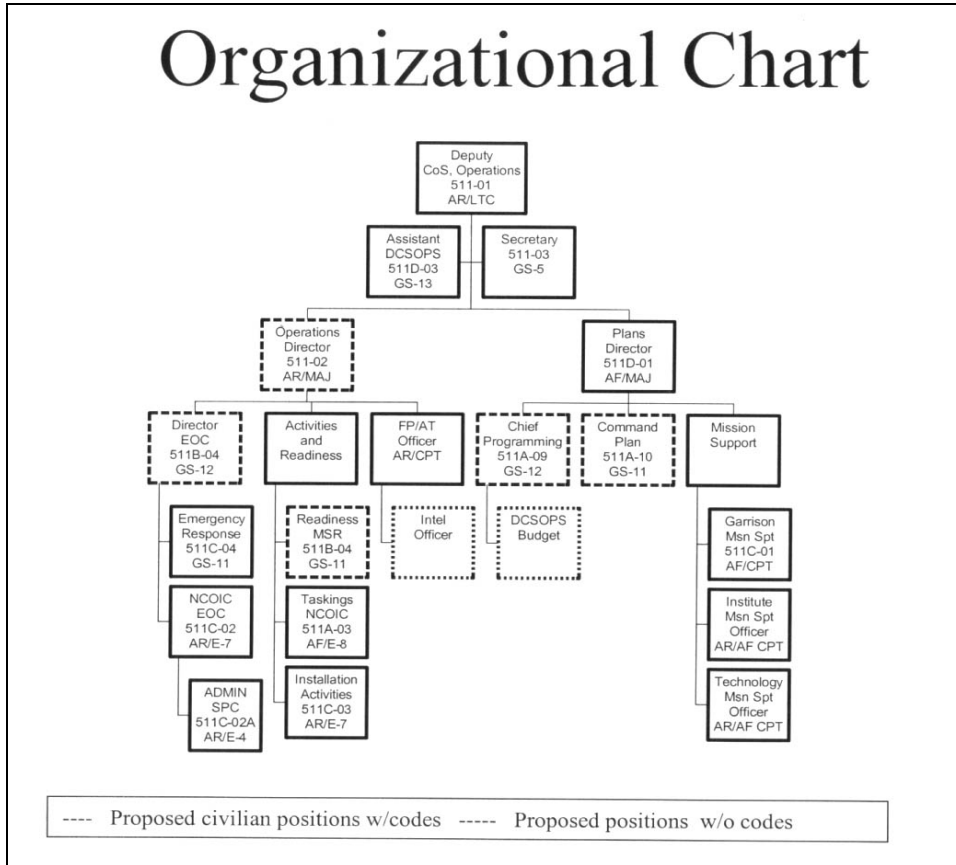 Organizational Chart
Deputy
CoS, Operations
511-01
AR/LTC
Assistant
DCSOPS
511D-03
GS-13
Secretary
511-03
GS-5
Operations
Director
511-02
AR/MAJ
Plans
Director
511D-01
AF/MAJ
Director
EOC
511B-04
GS-12
Activities
and
Readiness
FP/AT
Officer
AR/CPT
Chief
Programming
511A-09
GS-12
Command
Plan
511A-10
GS-11
Mission
Support
Emergency
Response
511C-04
GS-11
Readiness
MSR
511B-04
GS-11
Intel
Officer
DCSOPS
Budget
Garrison
Msn Spt
511C-01
AF/CPT
NCOIC
EOC
511C-02
AR/E-7
Taskings
NCOIC
511A-03
AF/E-8
Institute
Msn Spt
Officer
AR/AF CPT
ADMIN
SPC
511C-02A
AR/E-4
Installation
Activities
511C-03
AR/E-7
Technology
Msn Spt
Officer
AR/AF CPT
---- Proposed civilian positions w/codes ----- Proposed positions w/o codes